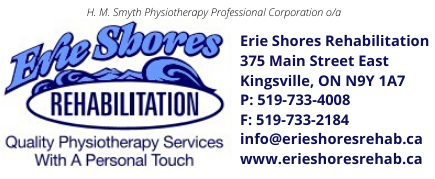 H. M. Smyth Physiotherapy Professional Corporation o/a
Erie Shores
REHABILITATION
Quality Physiotherapy Services
With A Personal Touch
Erie Shores Rehabilitation
375 Main Street East
Kingsville, ON N9Y 1A7
P: 519-733-4008
F: 519-733-2184
info@erieshoresrehab.ca
www.erieshoresrehab.ca